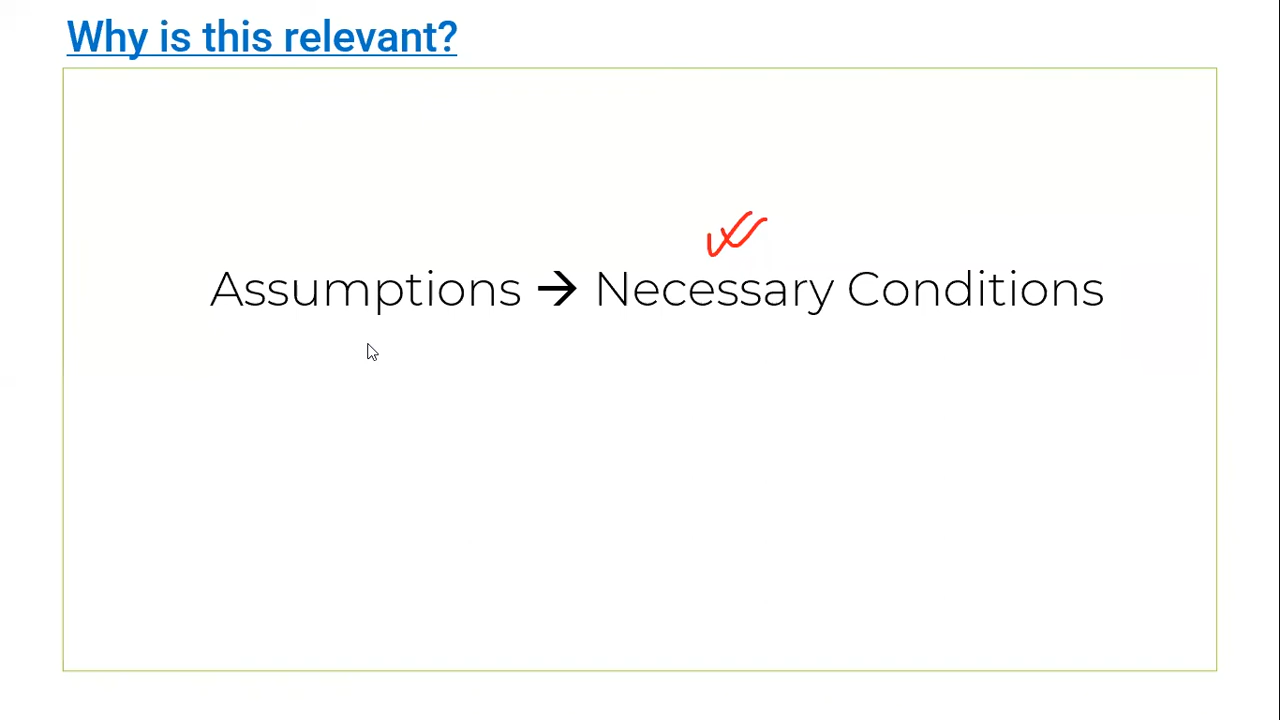 Why is this relevant?
Assumptions → Necessary Conditions